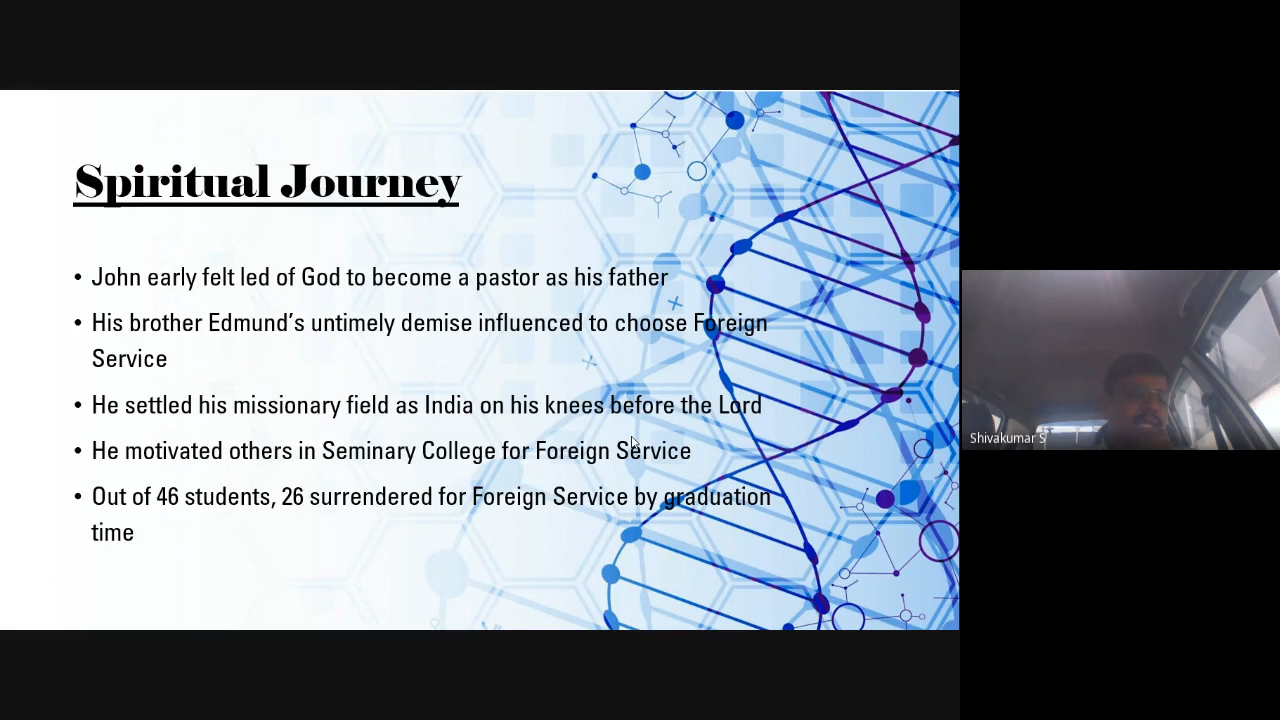 Spiritual Journey
• John early felt led of God to become a pastor as his father
• His brother Edmund’s untimely demise influenced to choose Foreign
Service
• He settled his missionary field as India on his knees before the Lord
• He motivated others in Seminary College for Foreign Service
• Out of 46 students, 26 surrendered for Foreign Service by graduation
time
Shivakumar S